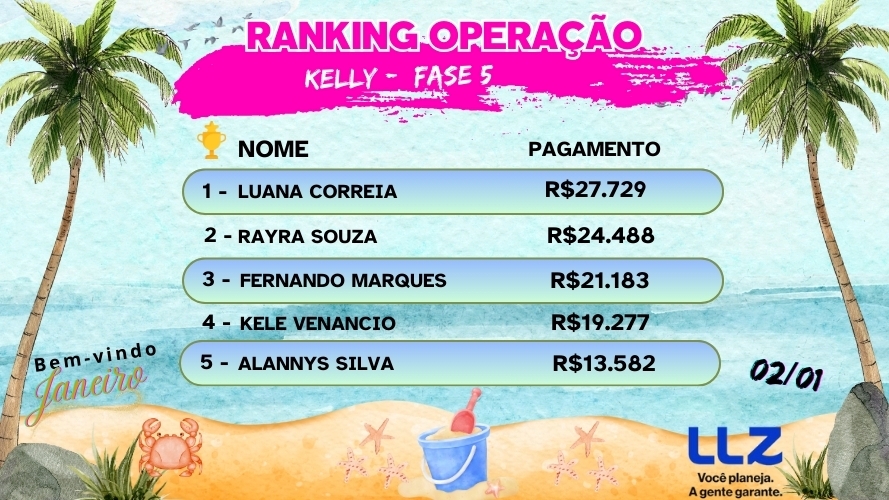 RANKING OPERAÇÃO
KELLY - FASE 5
NOME PAGAMENTO
1 - LUANA CORREIA R$27.729
2 - RAYRA SOUZA R$24.488
3 - FERNANDO MARQUES R$21.183
4 - KELE VENANCIO R$19.277
5 - ALANNYS SILVA R$13.582
Bem-vindo
Janeiro
02/01
LLZ
Você planeja.
A gente garante.